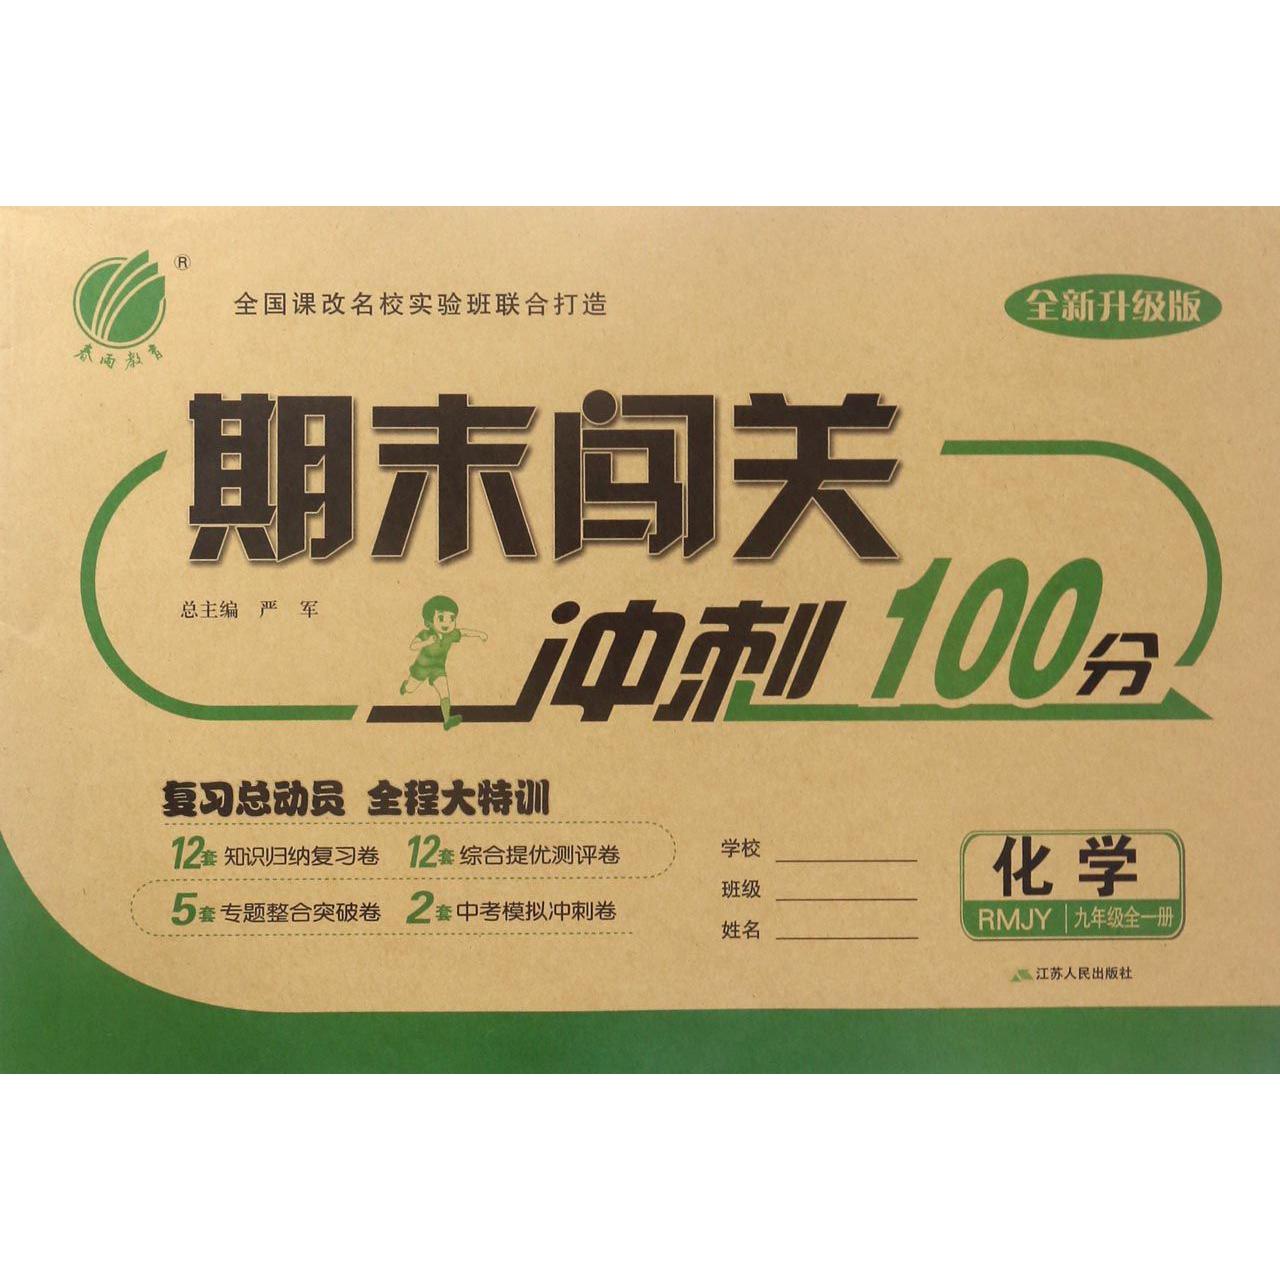 ®
春雨教育
全国课改名校实验班联合打造
全新升级版
期末闯关
总主编 严 军
冲刺100分
复习总动员 全程大特训
12套 知识归纳复习卷 12套 综合提优测评卷
5套 专题整合突破卷 2套 中考模拟冲刺卷
学校
班级
姓名
化学
RMJY 九年级全一册
江苏人民出版社